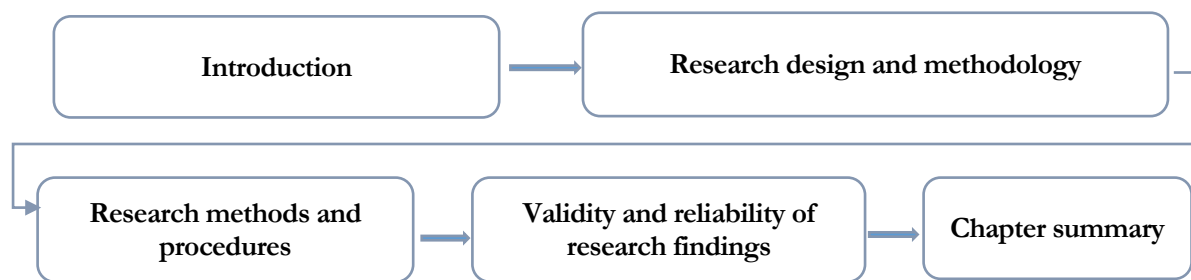 Introduction
Research design and methodology
Research methods and
procedures
Validity and reliability of
research findings
Chapter summary